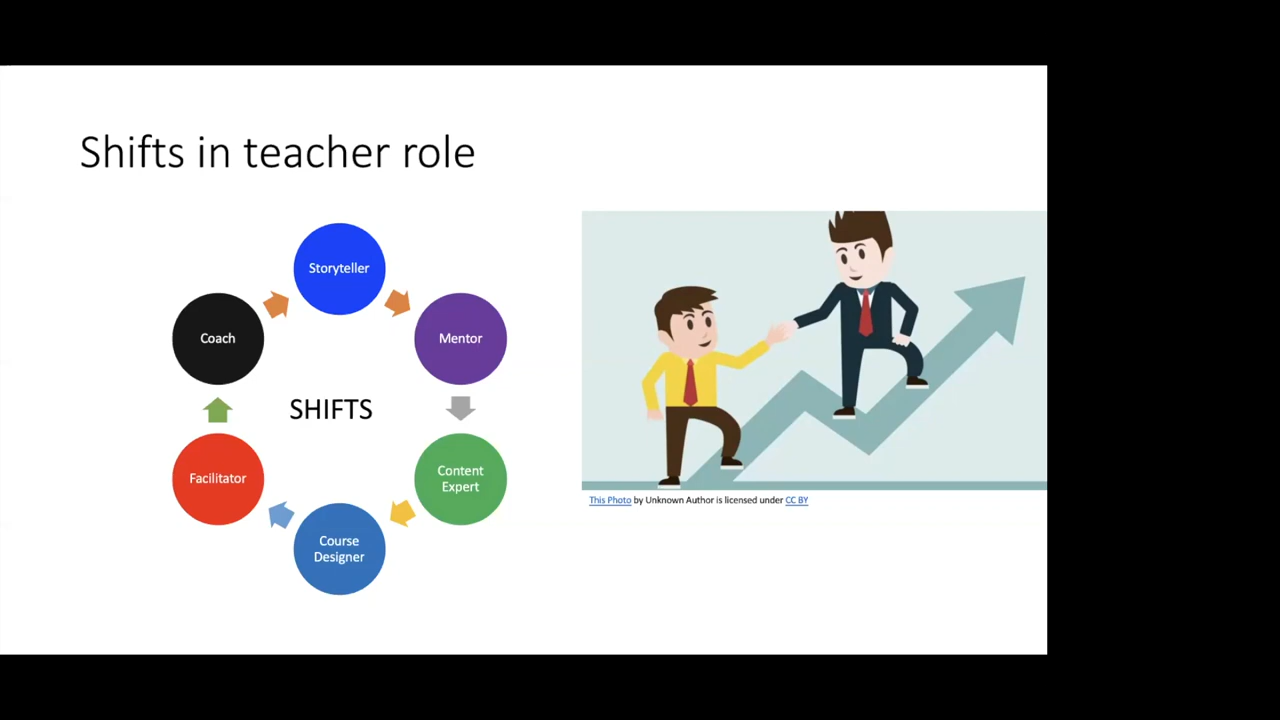 Shifts in teacher role
Storyteller
Coach
Mentor
SHIFTS
Facilitator
Content
Expert
Course
Designer
This Photo by Unknown Author is licensed under CC BY